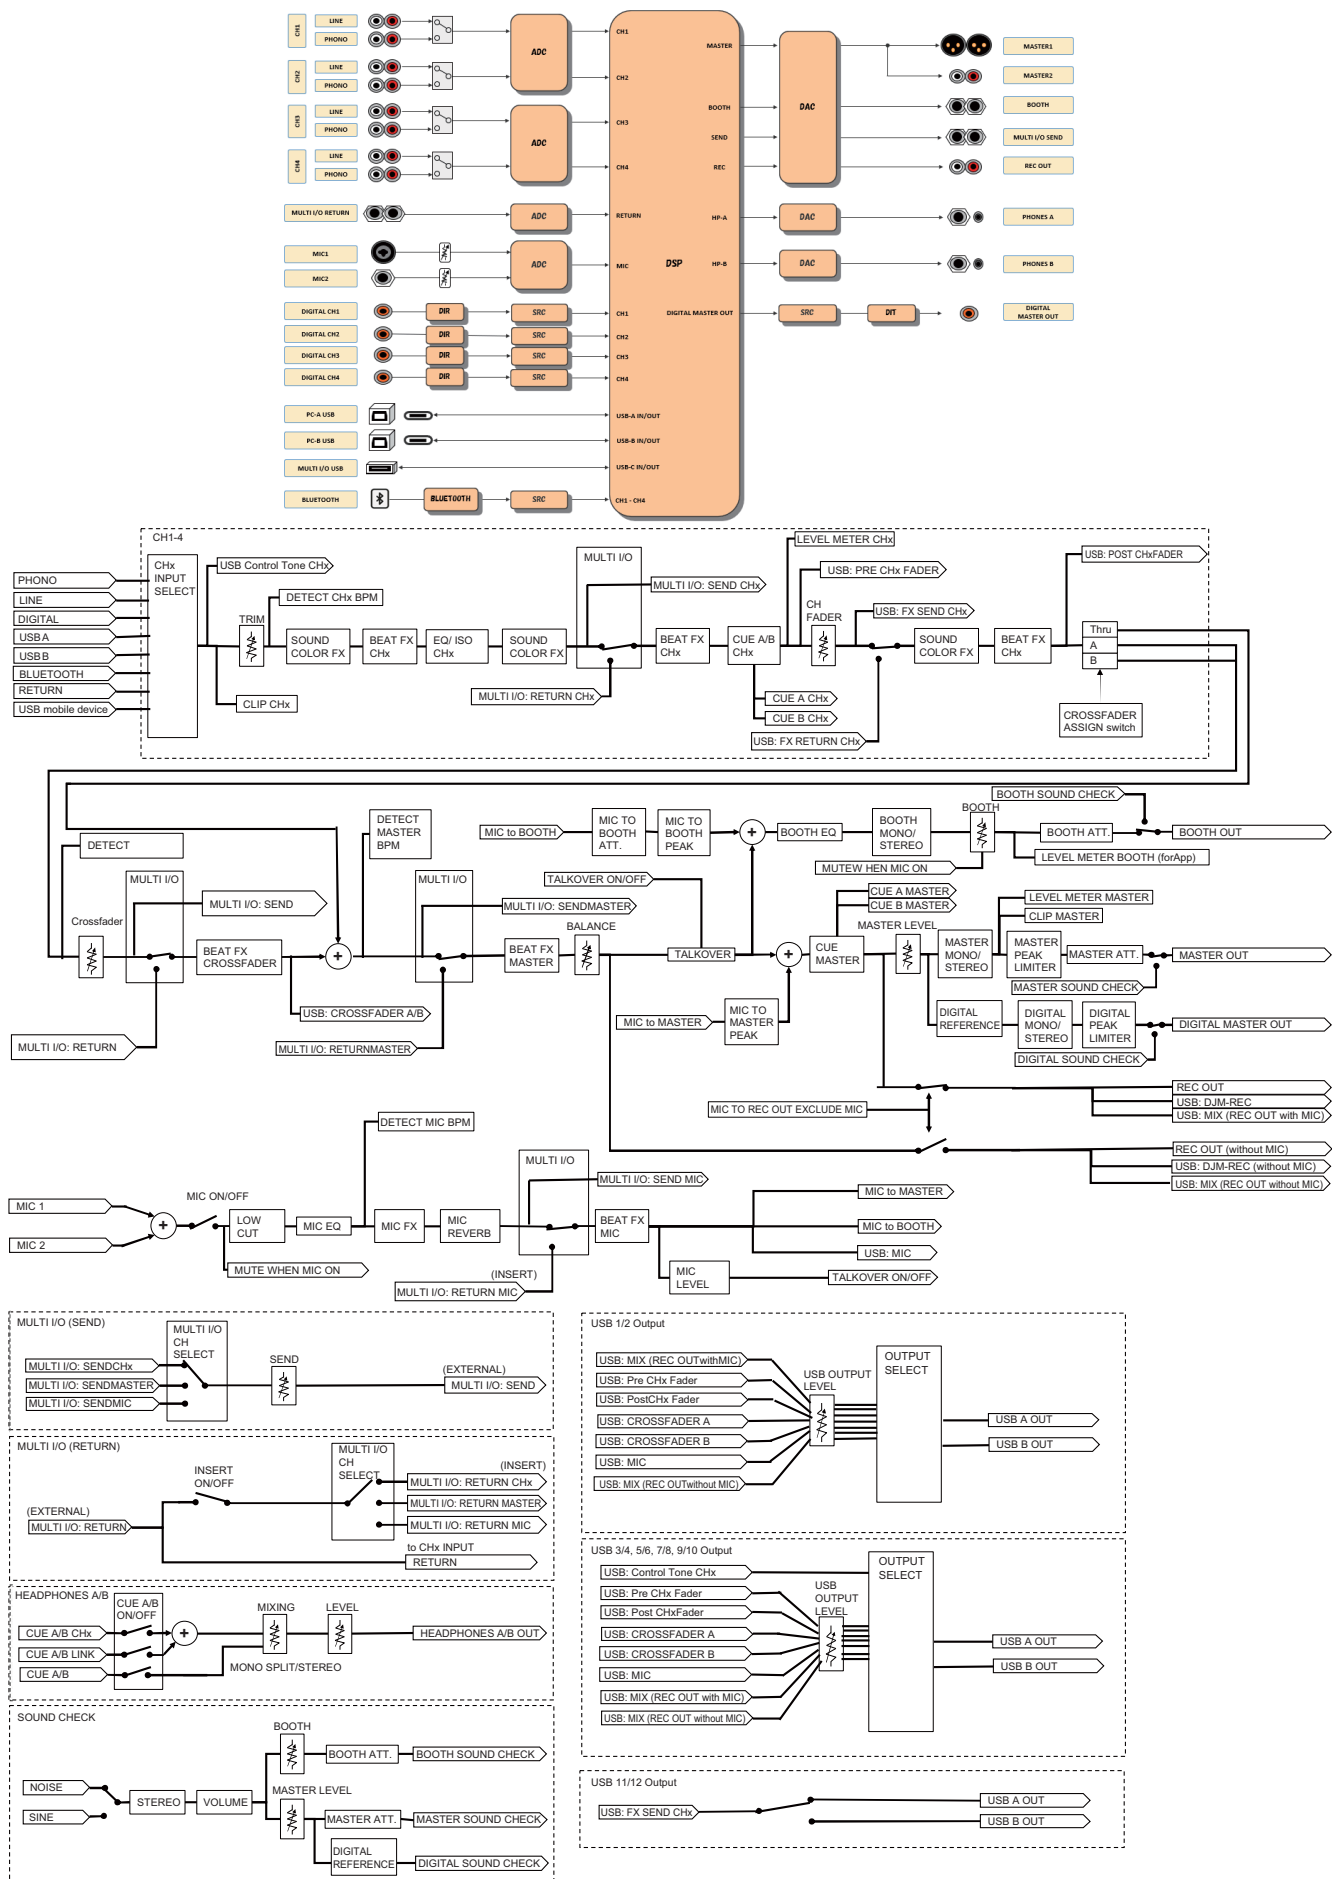 CH1
LINE
PHONO
CH2
LINE
PHONO
CH3
LINE
PHONO
CH4
LINE
PHONO
MULTI I/O RETURN
MIC1
MIC2
DIGITAL CH1
DIGITAL CH2
DIGITAL CH3
DIGITAL CH4
PC-A USB
PC-B USB
MULTI I/O USB
BLUETOOTH
ADC
ADC
ADC
ADC
DIR
SRC
DIR
SRC
DIR
SRC
DIR
SRC
BLUETOOTH
SRC
CH1
CH2
CH3
CH4
RETURN
MIC
CH1
CH2
CH3
CH4
USB-A IN/OUT
USB-B IN/OUT
USB-C IN/OUT
CH1 - CH4
DSP
MASTER
BOOTH
SEND
REC
HP-A
HP-B
DIGITAL MASTER OUT
DAC
DAC
DAC
SRC
DIT
MASTER1
MASTER2
BOOTH
MULTI I/O SEND
REC OUT
PHONES A
PHONES B
DIGITAL
MASTER OUT
CH1-4
PHONO
LINE
DIGITAL
USB A
USB B
BLUETOOTH
RETURN
USB mobile device
CHx
INPUT
SELECT
USB Control Tone CHx
DETECT CHx BPM
TRIM
CLIP CHx
SOUND
COLOR FX
BEAT FX
CHx
EQ/ ISO
CHx
SOUND
COLOR FX
MULTI I/O
MULTI I/O: SEND CHx
MULTI I/O: RETURN CHx
BEAT FX
CHx
CUE A/B
CHx
LEVEL METER CHx
USB: PRE CHx FADER
CH
FADER
USB: FX SEND CHx
CUE A CHx
CUE B CHx
USB: FX RETURN CHx
SOUND
COLOR FX
BEAT FX
CHx
USB: POST CHxFADER
Thru
A
B
CROSSFADER
ASSIGN switch
DETECT
Crossfader
MULTI I/O
MULTI I/O: SEND
MULTI I/O: RETURN
BEAT FX
CROSSFADER
USB: CROSSFADER A/B
+
DETECT
MASTER
BPM
MULTI I/O
MULTI I/O: SENDMASTER
MULTI I/O: RETURNMASTER
BEAT FX
MASTER
BALANCE
MIC to BOOTH
MIC TO
BOOTH
ATT.
MIC TO
BOOTH
PEAK
+
BOOTH EQ
BOOTH
MONO/
STEREO
BOOTH
BOOTH SOUND CHECK
BOOTH ATT.
BOOTH OUT
MUTEW HEN MIC ON
LEVEL METER BOOTH (forApp)
TALKOVER ON/OFF
TALKOVER
CUE A MASTER
CUE B MASTER
+
CUE
MASTER
MASTER LEVEL
MASTER
MONO/
STEREO
LEVEL METER MASTER
CLIP MASTER
MASTER
PEAK
LIMITER
MASTER ATT.
MASTER OUT
MASTER SOUND CHECK
MIC to MASTER
MIC TO
MASTER
PEAK
DIGITAL
REFERENCE
DIGITAL
MONO/
STEREO
DIGITAL
PEAK
LIMITER
DIGITAL MASTER OUT
DIGITAL SOUND CHECK
MIC TO REC OUT EXCLUDE MIC
REC OUT
USB: DJM-REC
USB: MIX (REC OUT with MIC)
REC OUT (without MIC)
USB: DJM-REC (without MIC)
USB: MIX (REC OUT without MIC)
MIC 1
MIC 2
+
MIC ON/OFF
LOW
CUT
MUTE WHEN MIC ON
MIC EQ
DETECT MIC BPM
MIC FX
MIC
REVERB
MULTI I/O
MULTI I/O: SEND MIC
(INSERT)
MULTI I/O: RETURN MIC
BEAT FX
MIC
MIC to MASTER
MIC to BOOTH
USB: MIC
MIC
LEVEL
TALKOVER ON/OFF
MULTI I/O (SEND)
MULTI I/O
CH
SELECT
MULTI I/O: SENDCHx
MULTI I/O: SENDMASTER
MULTI I/O: SENDMIC
SEND
(EXTERNAL)
MULTI I/O: SEND
MULTI I/O (RETURN)
INSERT
ON/OFF
MULTI I/O
CH
SELECT
(INSERT)
MULTI I/O: RETURN CHx
MULTI I/O: RETURN MASTER
MULTI I/O: RETURN MIC
(EXTERNAL)
MULTI I/O: RETURN
to CHx INPUT
RETURN
HEADPHONES A/B
CUE A/B
ON/OFF
CUE A/B CHx
CUE A/B LINK
CUE A/B
+
MIXING
LEVEL
MONO SPLIT/STEREO
HEADPHONES A/B OUT
SOUND CHECK
NOISE
SINE
STEREO
VOLUME
BOOTH
BOOTH ATT.
BOOTH SOUND CHECK
MASTER LEVEL
MASTER ATT.
MASTER SOUND CHECK
DIGITAL
REFERENCE
DIGITAL SOUND CHECK
USB 1/2 Output
USB: MIX (REC OUTwithMIC)
USB: Pre CHx Fader
USB: PostCHx Fader
USB: CROSSFADER A
USB: CROSSFADER B
USB: MIC
USB: MIX (REC OUTwithout MIC)
USB OUTPUT
LEVEL
OUTPUT
SELECT
USB A OUT
USB B OUT
USB 3/4, 5/6, 7/8, 9/10 Output
USB: Control Tone CHx
USB: Pre CHx Fader
USB: Post CHxFader
USB: CROSSFADER A
USB: CROSSFADER B
USB: MIC
USB: MIX (REC OUT with MIC)
USB: MIX (REC OUT without MIC)
USB
OUTPUT
LEVEL
OUTPUT
SELECT
USB A OUT
USB B OUT
USB 11/12 Output
USB: FX SEND CHx
USB A OUT
USB B OUT